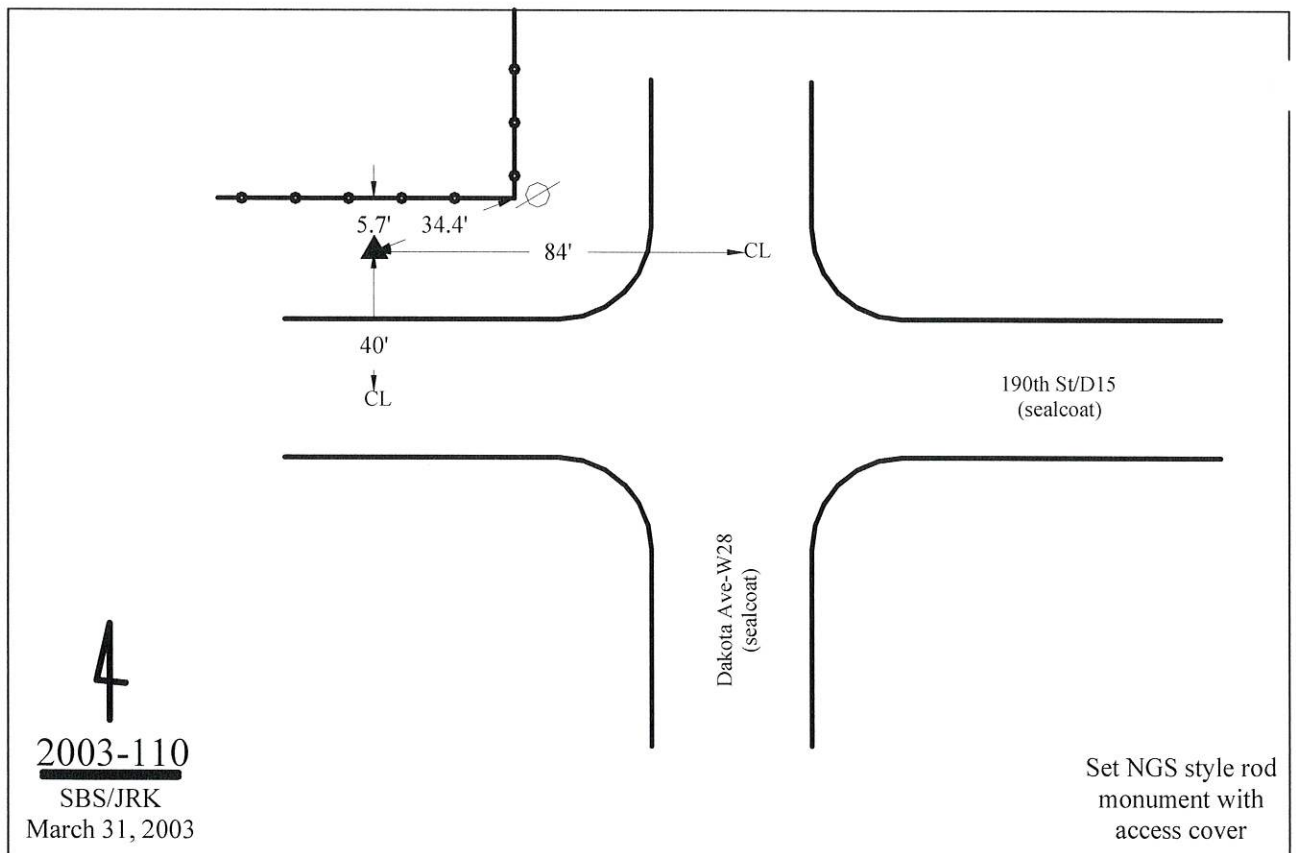 5.7'
34.4'
84'
CL
40'
CL
190th St/D15
(sealcoat)
Dakota Ave-W28
(sealcoat)
2003-110
SBS/JRK
March 31, 2003
Set NGS style rod
monument with
access cover